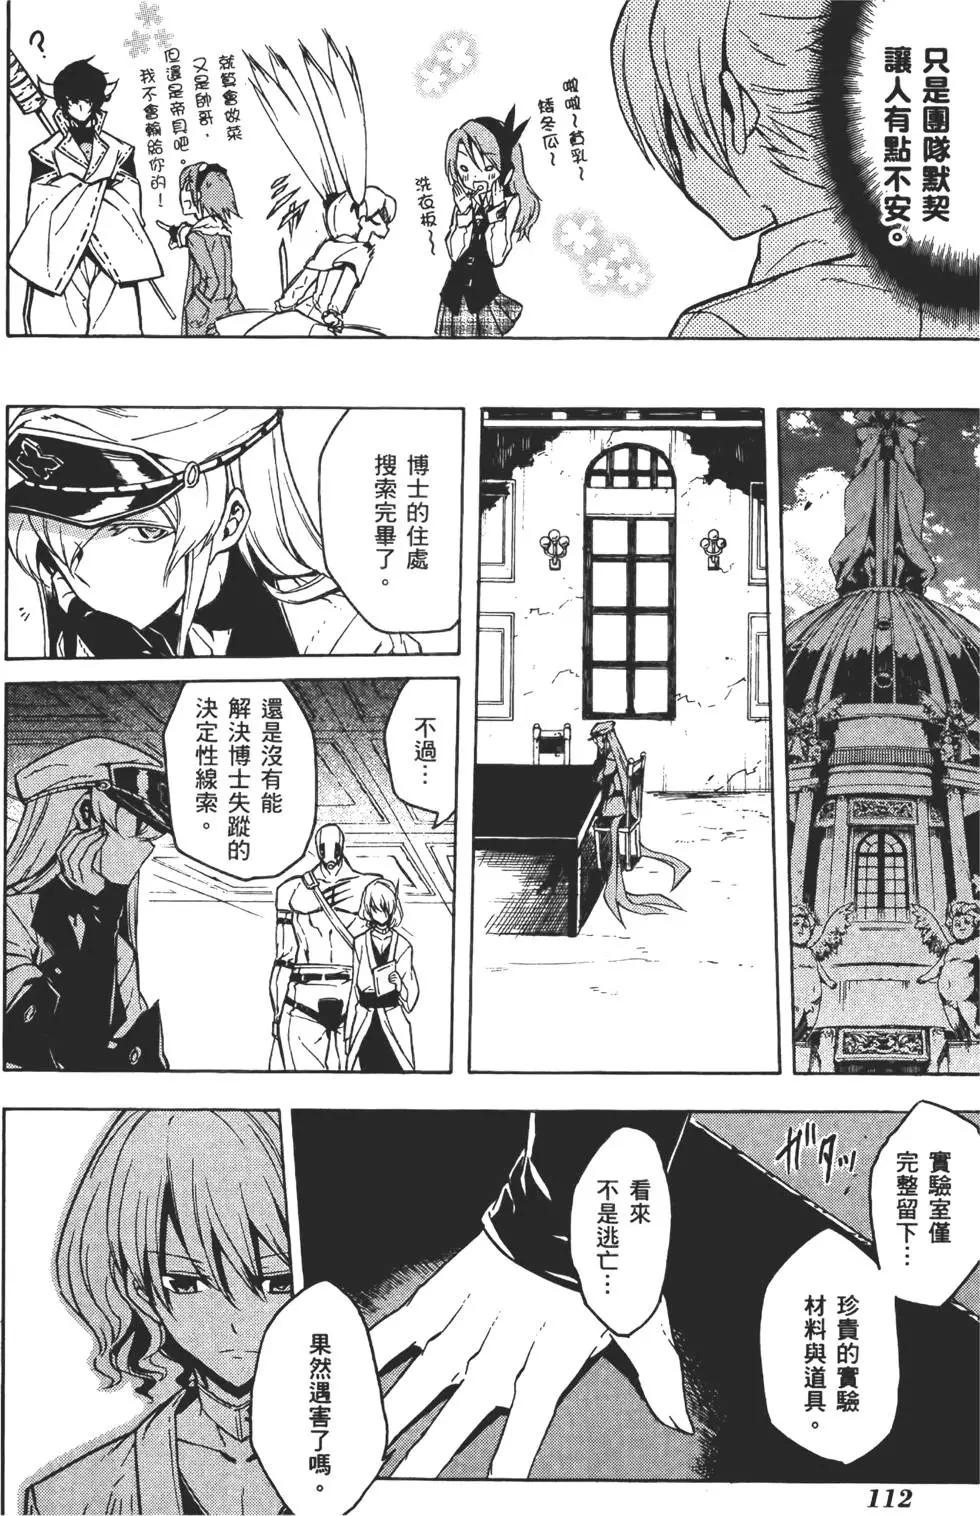 只是團隊默契
讓人有點不安。
啦啦~貧乳~
矮冬瓜~
洗衣板~
就算會做菜
又是帥哥，
但還是帝具吧。
我不會輸給你的！
?
博士的住處
搜索完畢了。
不過…
還是沒有能
解決博士失蹤的
決定性線索。
實驗室僅
完整留下…
珍貴的實驗
材料與道具。
ガタッ
看來
不是逃亡…
果然遇害了嗎。
112